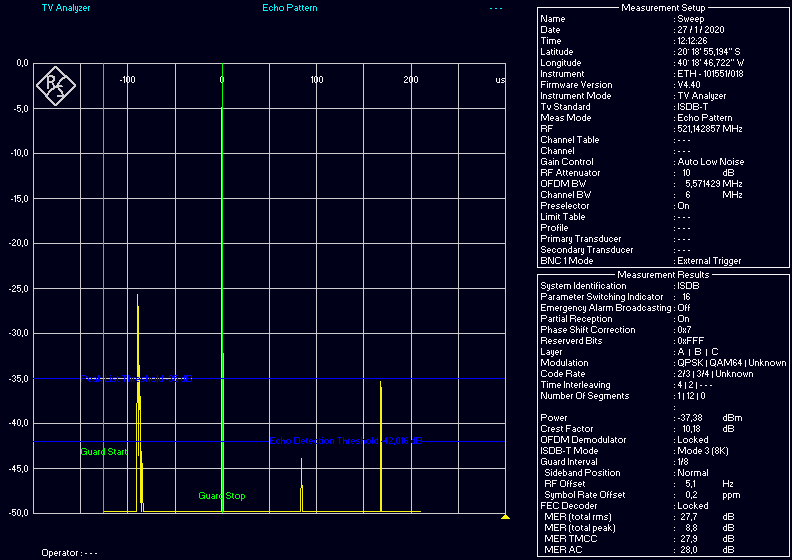 TV Analyzer Echo Pattern ---
0,0 -100 0 100 200 us
-5,0
-10,0
-15,0
-20,0
-25,0
-30,0
-35,0
-40,0
Echo Detection Threshold
Guard Start
-45,0
Guard Stop
-50,0
Operator : ---
Measurement Setup
Name : Sweep
Date : 27 / 1 / 2020
Time : 12:12:26
Latitude : 20° 18' 55,194" S
Longitude : 40° 18' 46,722" W
Instrument : ETH - 101551/018
Firmware Version : V4.40
Instrument Mode : TV Analyzer
Tv Standard : ISDB-T
Meas Mode : Echo Pattern
RF : 521,142857 MHz
Channel Table : ---
Channel : ---
Gain Control : Auto Low Noise
RF Attenuator : 10 dB
OFDM BW : 5,571429 MHz
Channel BW : 6 MHz
Preselector : On
Limit Table : ---
Profile : ---
Primary Transducer : ---
Secondary Transducer : ---
BNC 1 Mode : External Trigger
Measurement Results
System Identification : ISDB
Parameter Switching Indicator : 16
Emergency Alarm Broadcasting : Off
Partial Reception : On
Phase Shift Correction : 0x7
Reserverd Bits : 0xFFF
Layer : A | B | C
Modulation : QPSK | QAM64 | Unknown
Code Rate : 2/3 | 3/4 | Unknown
Time Interleaving : 4 | 2 | ---
Number Of Segments : 1 | 12 | 0
:
Power : -37,38 dBm
Crest Factor : 10,18 dB
OFDM Demodulator : Locked
ISDB-T Mode : Mode 3 (8K)
Guard Interval : 1/8
Sideband Position : Normal
RF Offset : 5,1 Hz
Symbol Rate Offset : 0,2 ppm
FEC Decoder : Locked
MER (total rms) : 27,7 dB
MER (total peak) : 8,8 dB
MER TMCC : 27,9 dB
MER AC : 28,0 dB